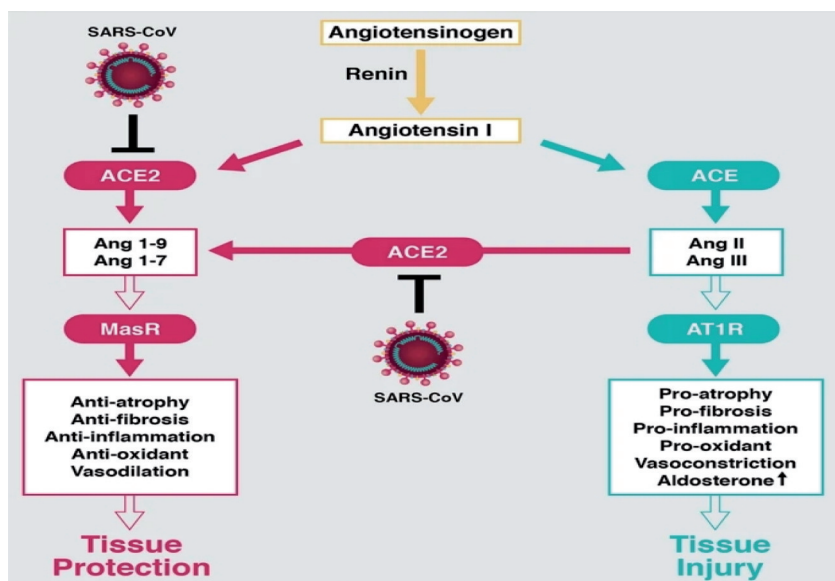 SARS-CoV
Angiotensinogen
Renin
Angiotensin I
ACE2
ACE
Ang 1-9
Ang 1-7
ACE2
Ang II
Ang III
MasR
AT1R
SARS-CoV
Anti-atrophy
Anti-fibrosis
Anti-inflammation
Anti-oxidant
Vasodilation
Pro-atrophy
Pro-fibrosis
Pro-inflammation
Pro-oxidant
Vasoconstriction
Aldosterone↑
Tissue
Protection
Tissue
Injury